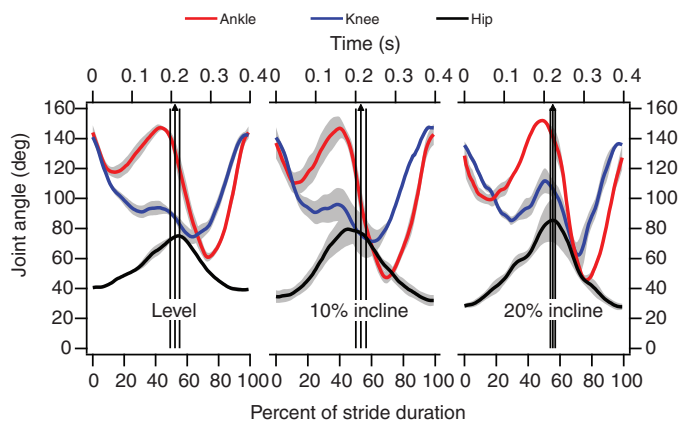 Ankle Knee Hip
Time (s)
0 0.1 0.2 0.3 0.4 0 0.1 0.2 0.3 0.4 0 0.1 0.2 0.3 0.4
160 160
140 140
120 120
100 100
80 80
60 60
40 40
20 20
0 0
Joint angle (deg)
Level 10% incline 20% incline
0 20 40 60 80 100 0 20 40 60 80 100 0 20 40 60 80 100
Percent of stride duration